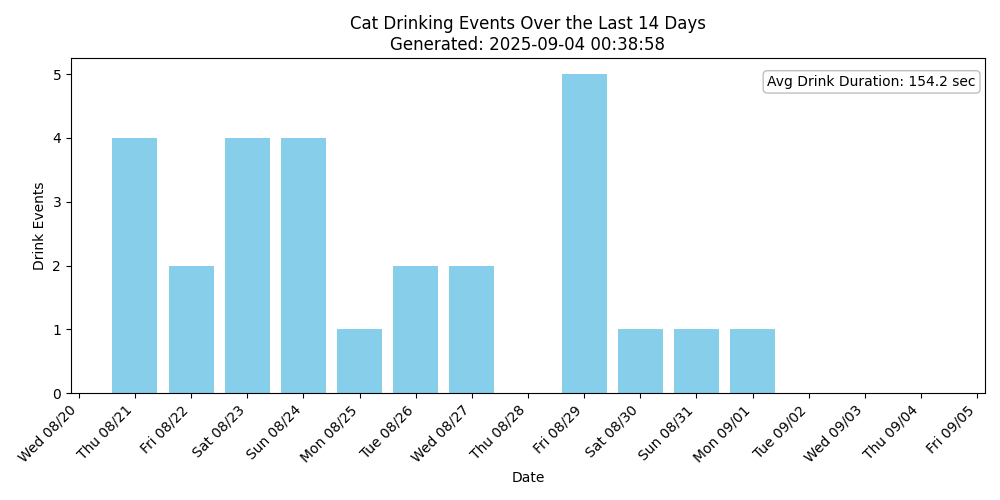 Cat Drinking Events Over the Last 14 Days
Generated: 2025-09-04 00:38:58
Avg Drink Duration: 154.2 sec
Drink Events
5
4
3
2
1
0
Wed 08/20
Thu 08/21
Fri 08/22
Sat 08/23
Sun 08/24
Mon 08/25
Tue 08/26
Wed 08/27
Thu 08/28
Fri 08/29
Sat 08/30
Sun 08/31
Mon 09/01
Tue 09/02
Wed 09/03
Thu 09/04
Fri 09/05
Date